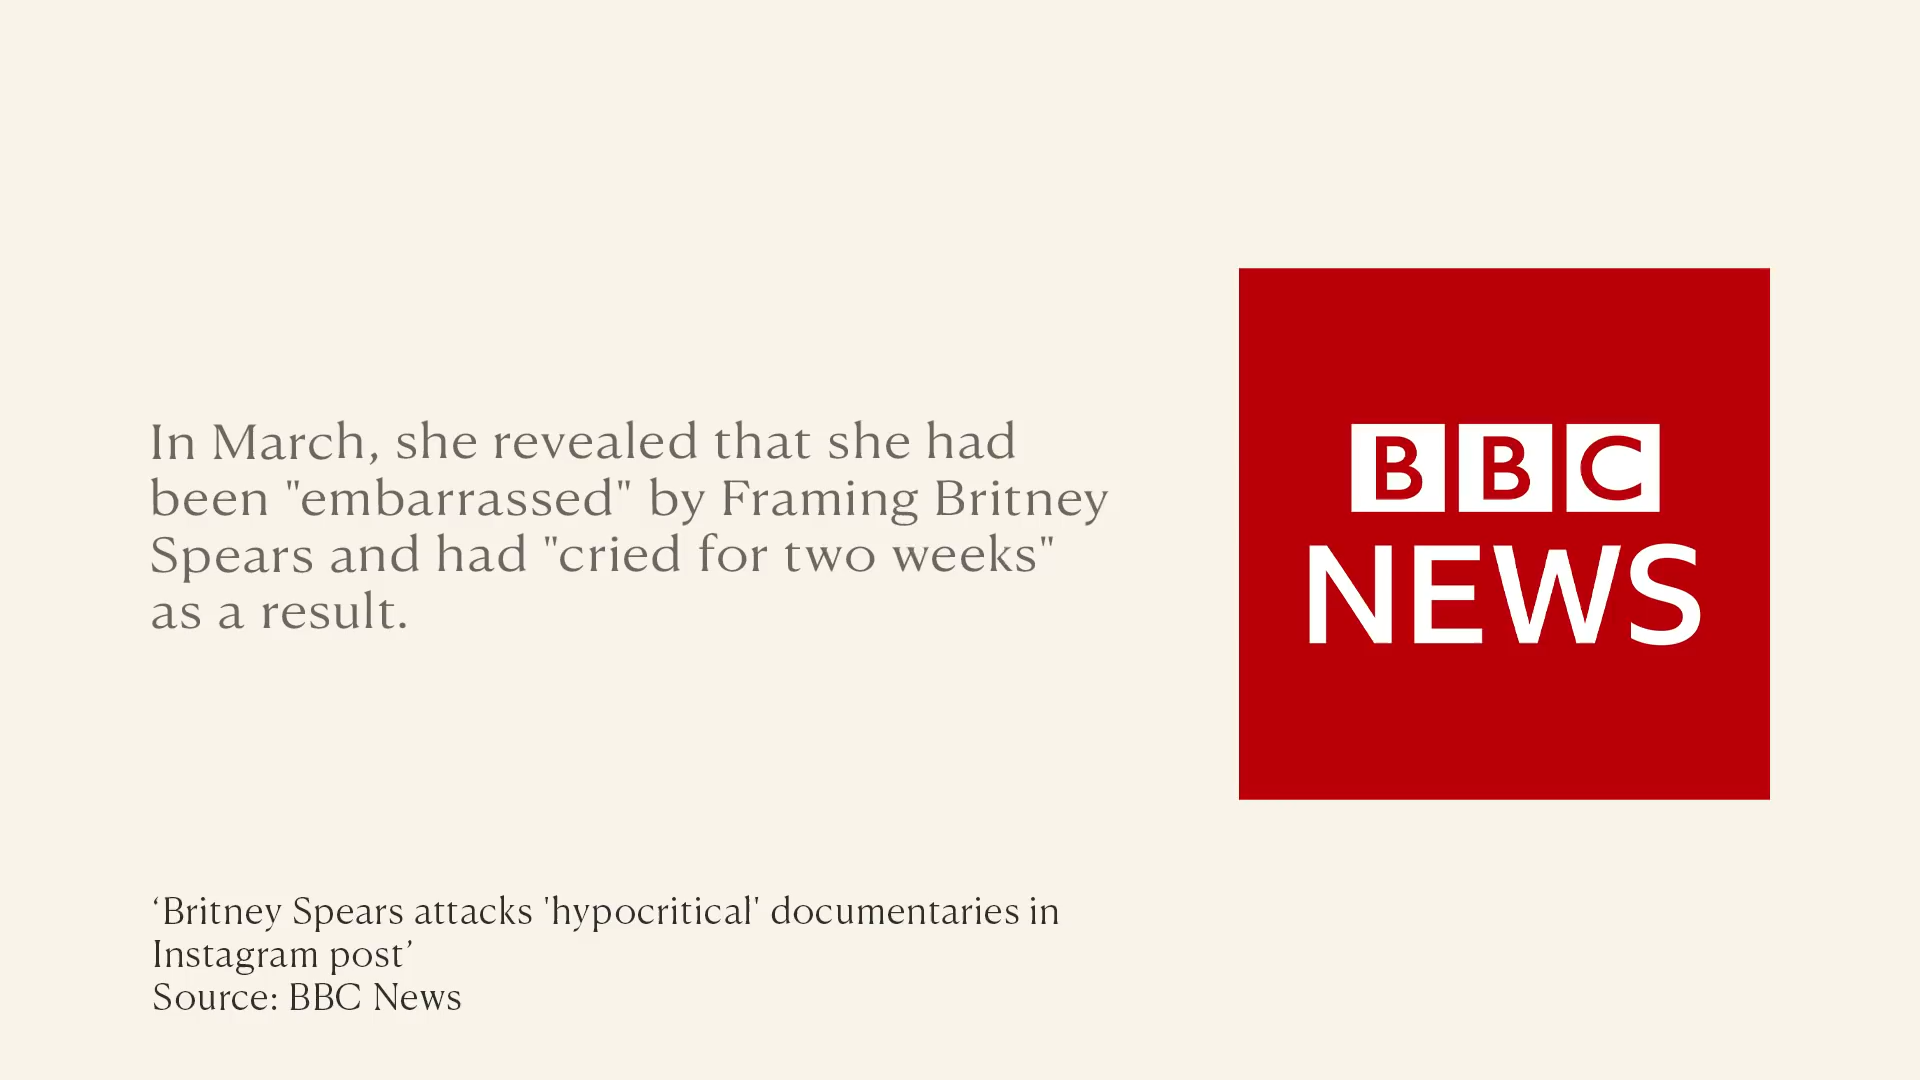 In March, she revealed that she had
been "embarrassed" by Framing Britney
Spears and had "cried for two weeks"
as a result.
BBC
NEWS
‘Britney Spears attacks 'hypocritical' documentaries in
Instagram post’
Source: BBC News